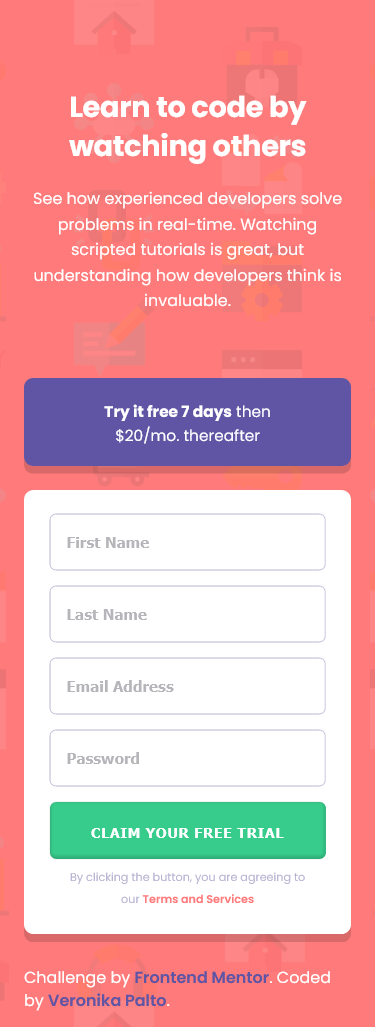 Learn to code by
watching others
See how experienced developers solve
problems in real-time. Watching
scripted tutorials is great, but
understanding how developers think is
invaluable.
Try it free 7 days then
$20/mo. thereafter
First Name
Last Name
Email Address
Password
CLAIM YOUR FREE TRIAL
By clicking the button, you are agreeing to
our Terms and Services
Challenge by Frontend Mentor. Coded
by Veronika Palto.